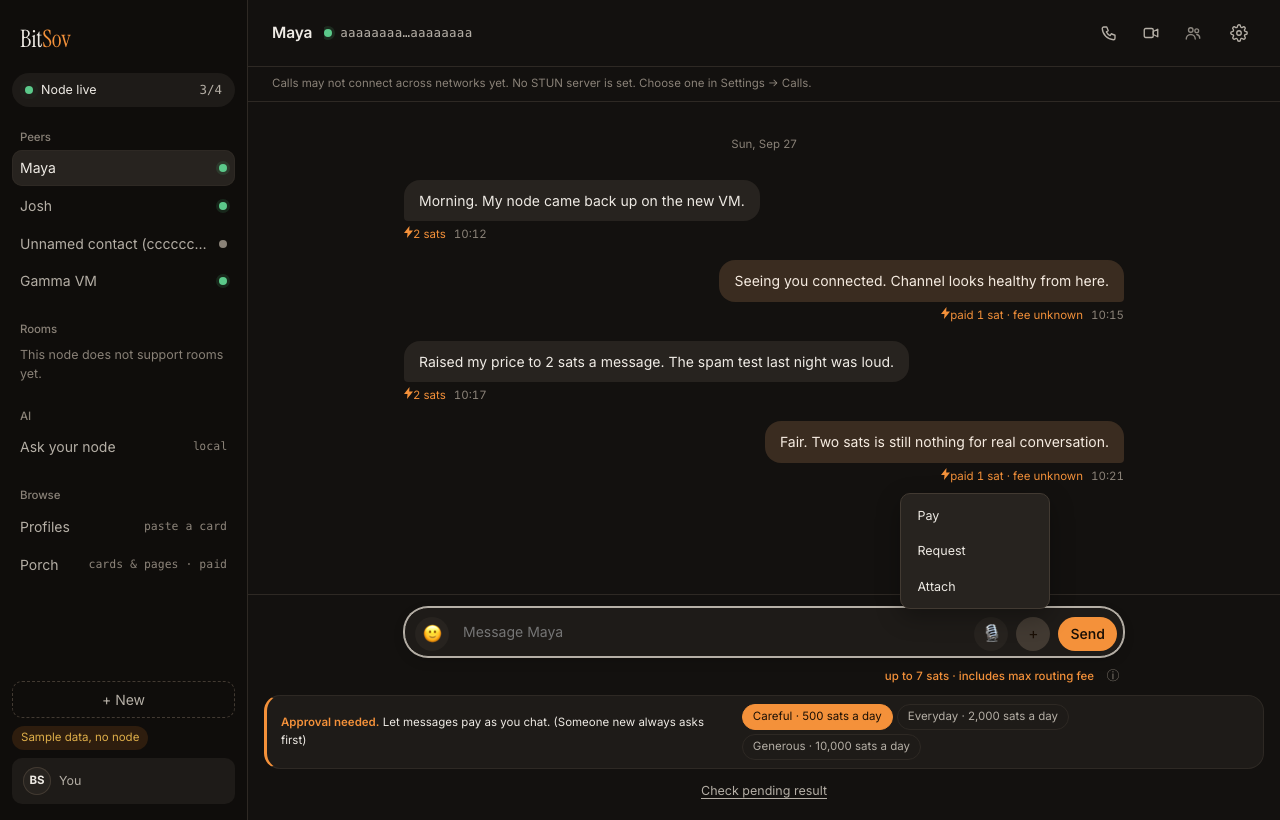 BitSov
Node live 3/4
Peers
Maya
Josh
Unnamed contact (cccccc...
Gamma VM
Rooms
This node does not support rooms
yet.
AI
Ask your node local
Browse
Profiles paste a card
Porch cards & pages · paid
+ New
Sample data, no node
BS You
Maya aaaaaaaa…aaaaaaaa
Calls may not connect across networks yet. No STUN server is set. Choose one in Settings → Calls.
Sun, Sep 27
Morning. My node came back up on the new VM.
2 sats 10:12
Seeing you connected. Channel looks healthy from here.
paid 1 sat · fee unknown 10:15
Raised my price to 2 sats a message. The spam test last night was loud.
2 sats 10:17
Fair. Two sats is still nothing for real conversation.
paid 1 sat · fee unknown 10:21
Pay
Request
Attach
Message Maya + Send
up to 7 sats · includes max routing fee ⓘ
Approval needed. Let messages pay as you chat. (Someone new always asks
first)
Careful · 500 sats a day Everyday · 2,000 sats a day
Generous · 10,000 sats a day
Check pending result